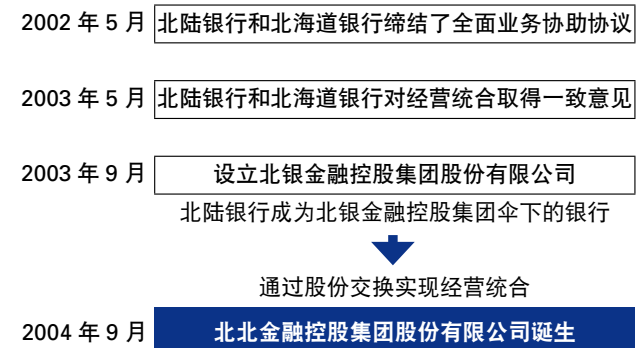 2002 年 5 月 北陆银行和北海道银行缔结了全面业务协助协议
2003 年 5 月 北陆银行和北海道银行对经营统合取得一致意见
2003 年 9 月 设立北银金融控股集团股份有限公司
北陆银行成为北银金融控股集团伞下的银行
通过股份交换实现经营统合
2004 年 9 月 北北金融控股集团股份有限公司诞生